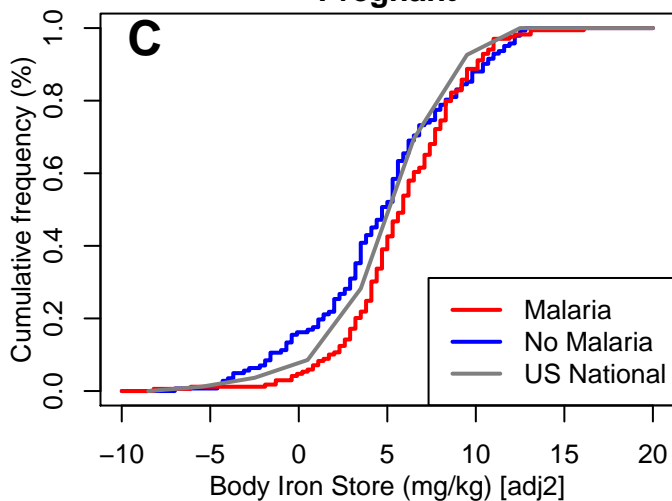 C
Cumulative frequency (%)
1.0
0.8
0.6
0.4
0.2
0.0
Malaria
No Malaria
US National
−10 −5 0 5 10 15 20
Body Iron Store (mg/kg) [adj2]